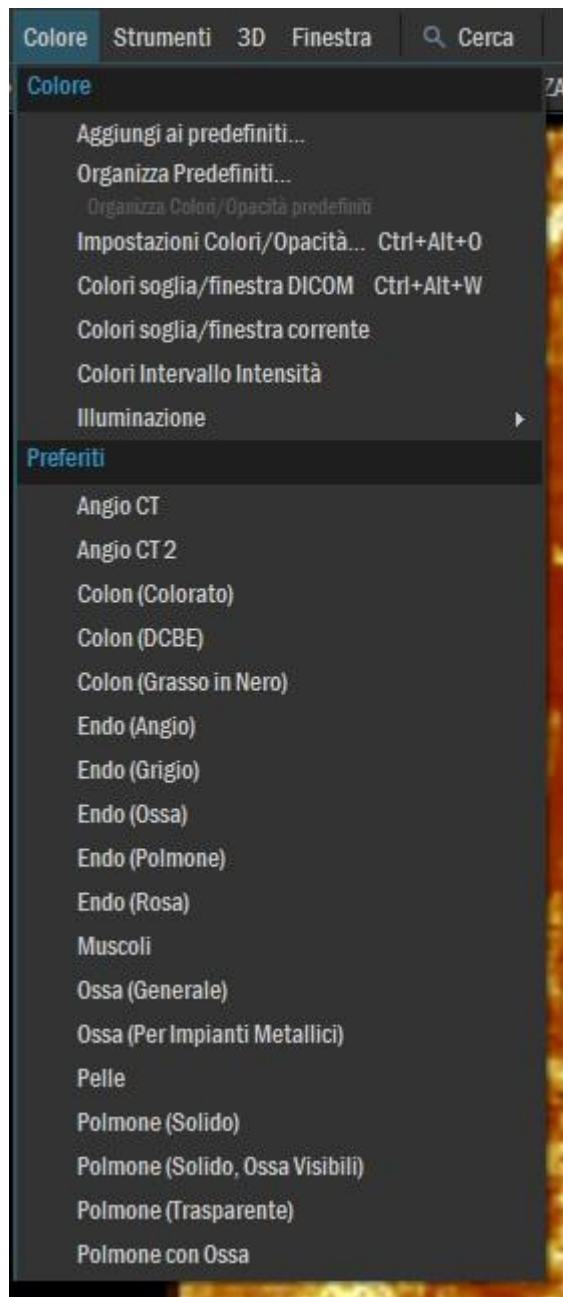 Colore Strumenti 3D Finestra Cerca
Colore ZA
Aggiungi ai predefiniti...
Organizza Predefiniti...
Organizza Colori/Opacità predefiniti
Impostazioni Colori/Opacità... Ctrl+Alt+O
Colori soglia/finestra DICOM Ctrl+Alt+W
Colori soglia/finestra corrente
Colori Intervallo Intensità
Illuminazione
Preferiti
Angio CT
Angio CT 2
Colon (Colorato)
Colon (DCBE)
Colon (Grasso in Nero)
Endo (Angio)
Endo (Grigio)
Endo (Ossa)
Endo (Polmone)
Endo (Rosa)
Muscoli
Ossa (Generale)
Ossa (Per Impianti Metallici)
Pelle
Polmone (Solido)
Polmone (Solido, Ossa Visibili)
Polmone (Trasparente)
Polmone con Ossa